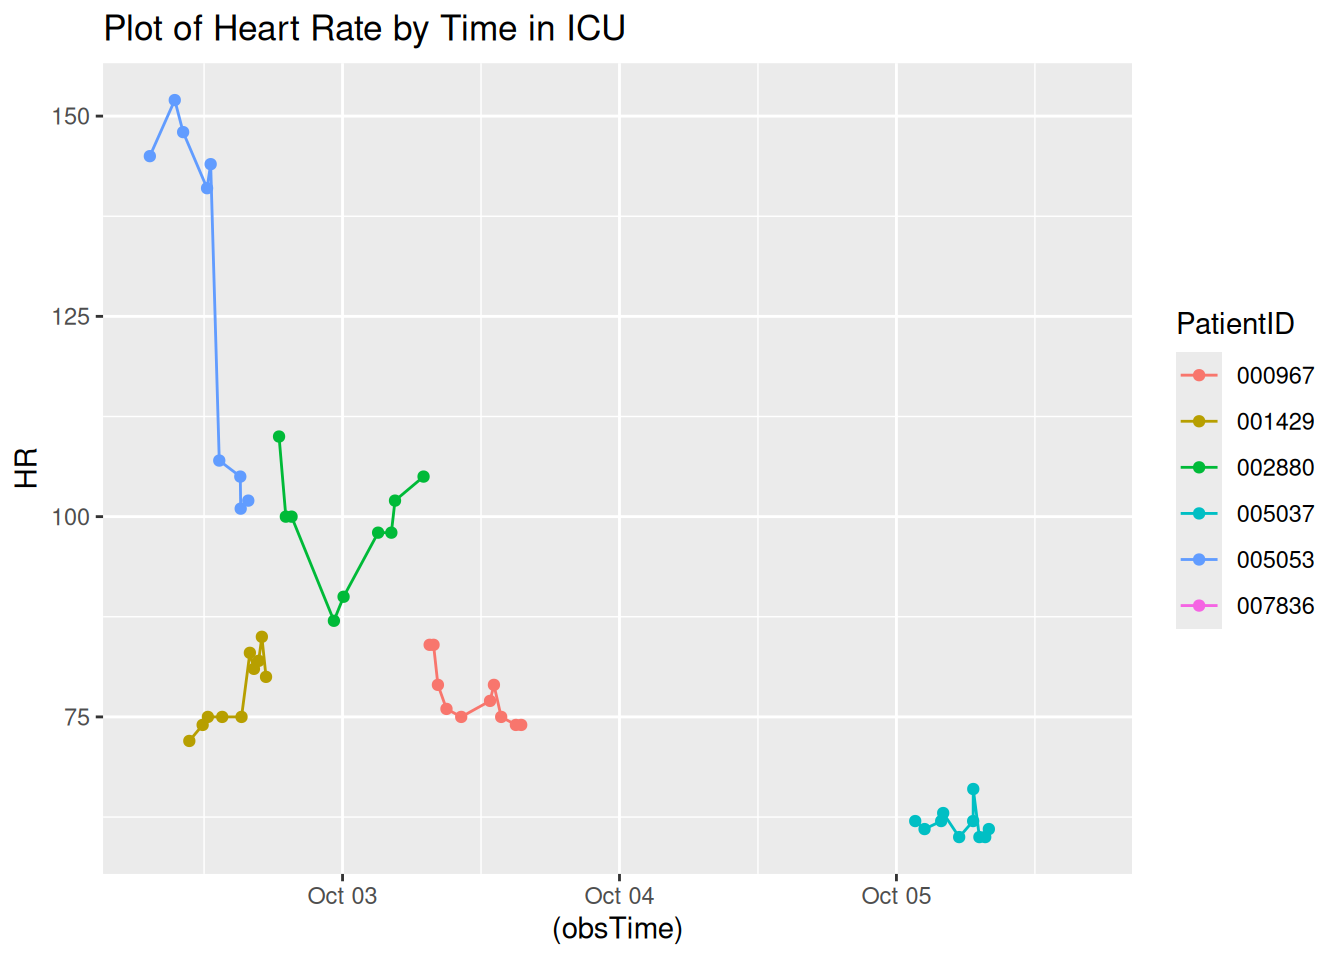 Plot of Heart Rate by Time in ICU
150
125
100
75
HR
Oct 03 Oct 04 Oct 05
(obsTime)
PatientID
000967
001429
002880
005037
005053
007836